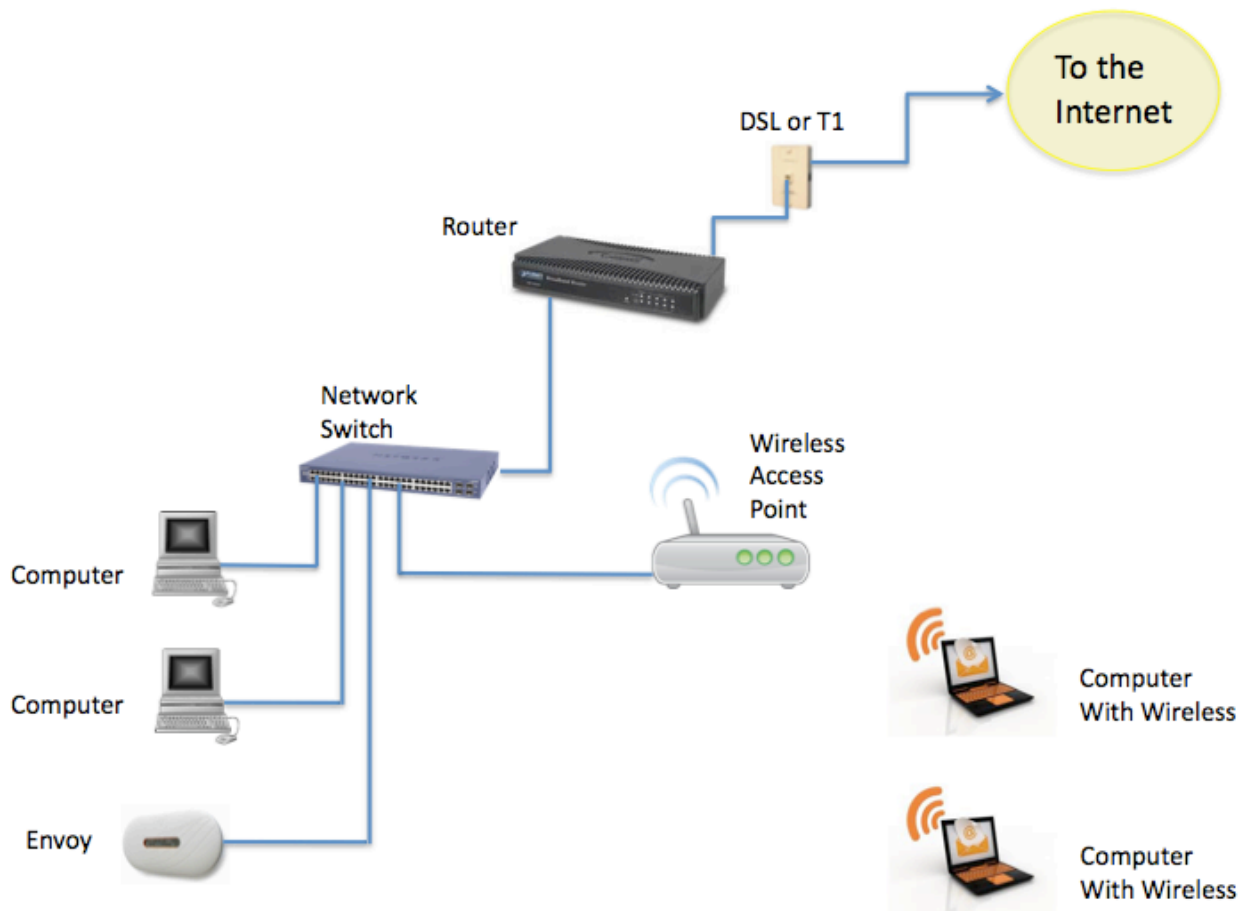 To the
Internet
DSL or T1
Router
Network
Switch
Wireless
Access
Point
Computer
Computer
Computer
With Wireless
Envoy
Computer
With Wireless